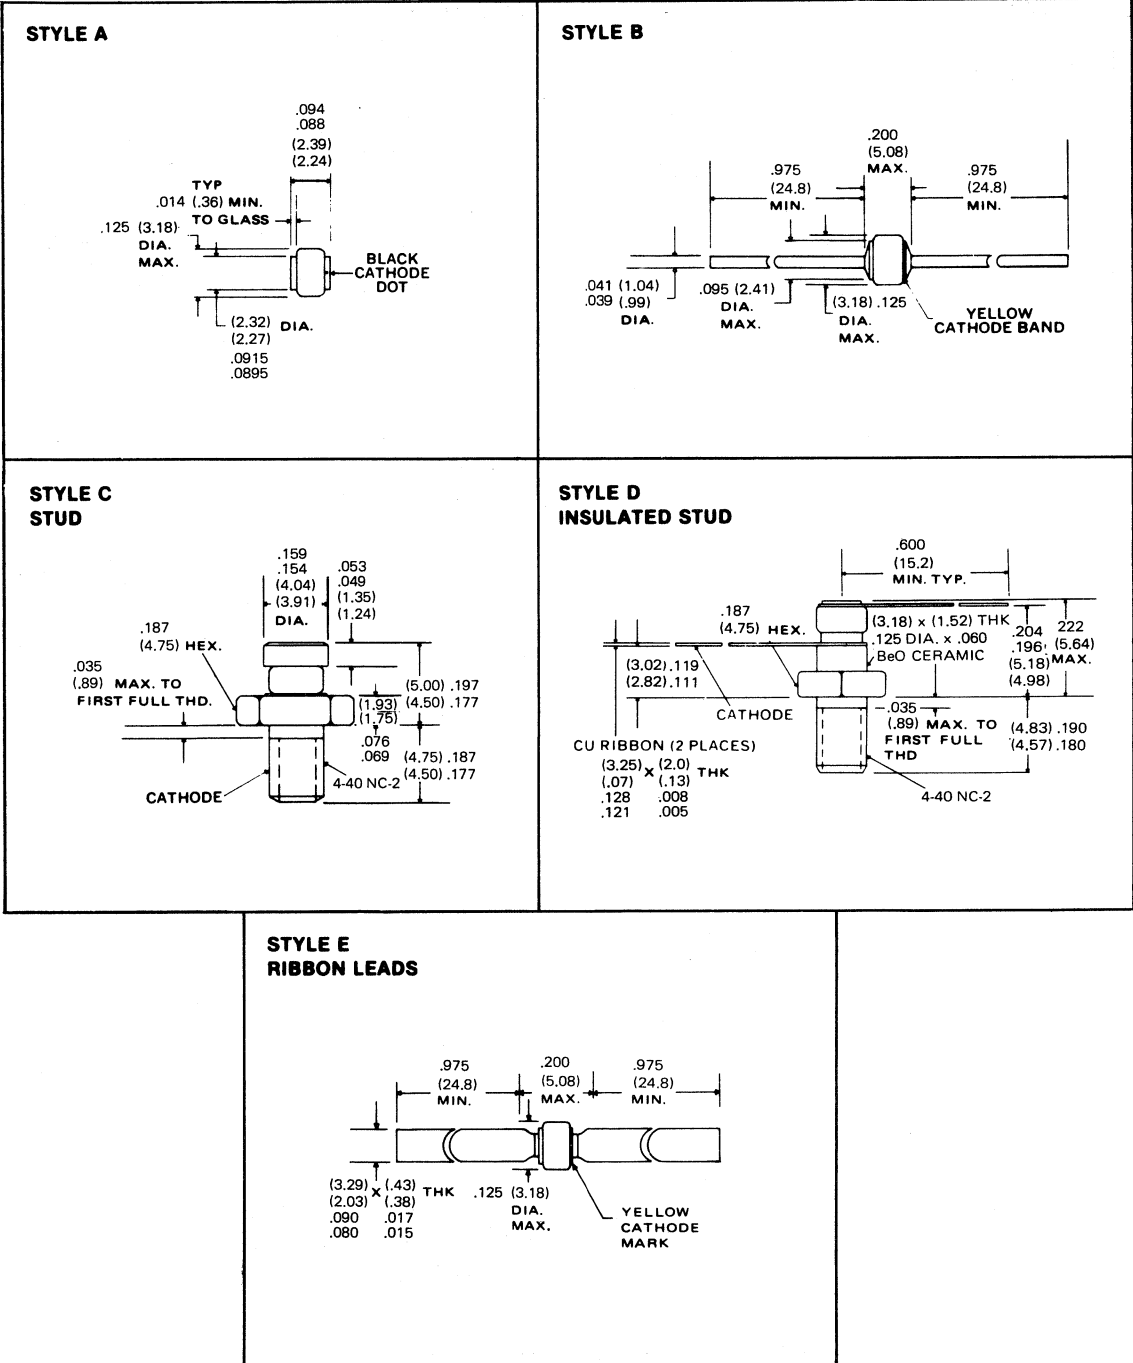 STYLE A
.094
.088
(2.39)
(2.24)
TYP
.014 (.36) MIN.
TO GLASS
.125 (3.18)
DIA.
MAX.
BLACK
CATHODE
DOT
(2.32) DIA.
(2.27)
.0915
.0895
STYLE B
.200
(5.08)
MAX.
.975
(24.8)
MIN.
.975
(24.8)
MIN.
.041 (1.04)
.039 (.99)
DIA.
.095 (2.41)
DIA.
MAX.
(3.18) .125
DIA.
MAX.
YELLOW
CATHODE BAND
STYLE C
STUD
.159
.154
(4.04)
(3.91)
DIA.
.053
.049
(1.35)
(1.24)
.187
(4.75) HEX.
.035
(.89) MAX. TO
FIRST FULL THD.
(5.00) .197
(4.50) .177
(1.93)
(1.75)
.076
.069
(4.75) .187
(4.50) .177
4-40 NC-2
CATHODE
STYLE D
INSULATED STUD
.600
(15.2)
MIN. TYP.
.187
(4.75) HEX.
(3.18) x (1.52) THK
.125 DIA. x .060
BeO CERAMIC
.204
.196
(5.18)
(4.98)
.222
(5.64)
MAX.
(3.02) .119
(2.82) .111
CATHODE
.035
(.89) MAX. TO
FIRST FULL
THD
(4.83) .190
(4.57) .180
CU RIBBON (2 PLACES)
(3.25) x (2.0) THK
(.07) (.13)
.128 .008
.121 .005
4-40 NC-2
STYLE E
RIBBON LEADS
.975
(24.8)
MIN.
.200
(5.08)
MAX.
.975
(24.8)
MIN.
(3.29) x (.43) THK
(2.03) (.38)
.090 .017
.080 .015
.125 (3.18)
DIA.
MAX.
YELLOW
CATHODE
MARK